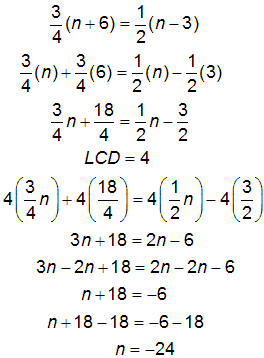 3/4(n+6)=1/2(n−3)
3/4(n)+3/4(6)=1/2(n)−1/2(3)
3/4n+18/4=1/2n−3/2
LCD=4
4(3/4n)+4(18/4)=4(1/2n)−4(3/2)
3n+18=2n−6
3n−2n+18=2n−2n−6
n+18=−6
n+18−18=−6−18
n=−24